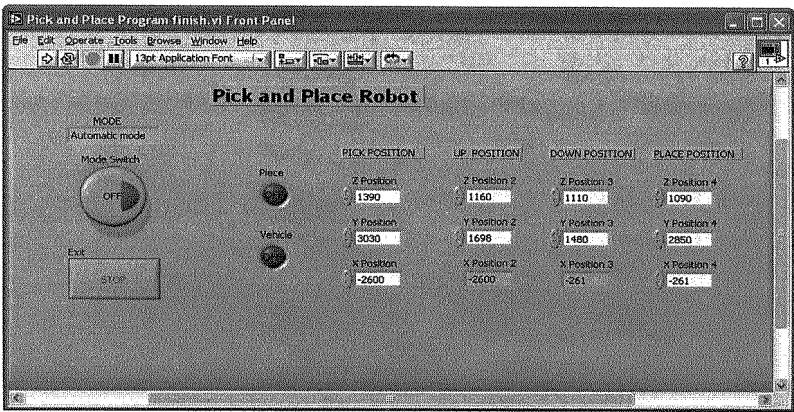 Pick and Place Program finish.vi Front Panel
File Edit Operate Tools Browse Window Help
13pt Application Font
1
Pick and Place Robot
MODE
Automatic mode
Mode Switch
OFF
Exit
STOP
Piece
Vehicle
PICK POSITION UP POSITION DOWN POSITION PLACE POSITION
Z Position Z Position 2 Z Position 3 Z Position 4
1390 1160 1110 1090
Y Position Y Position 2 Y Position 3 Y Position 4
3030 1698 1480 2850
X Position X Position 2 X Position 3 X Position 4
-2600 -2600 -261 -261